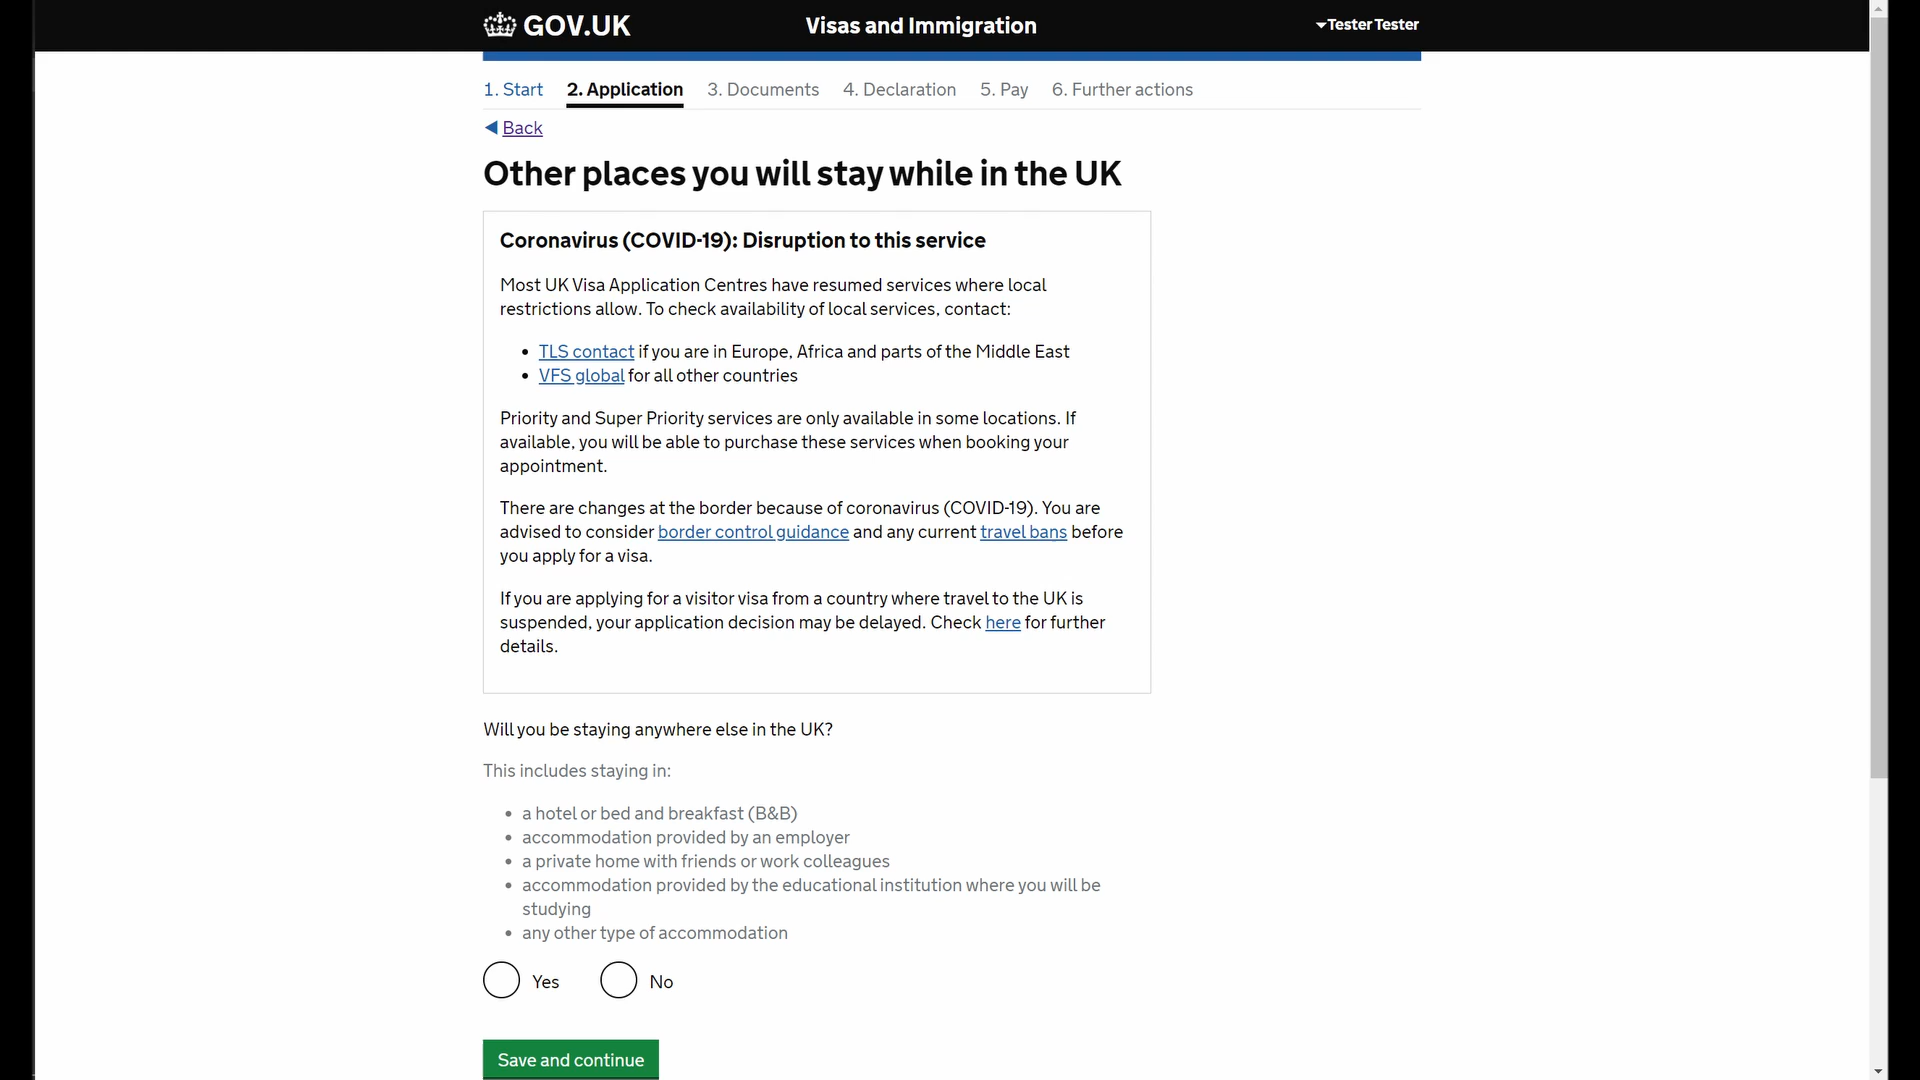 GOV.UK
Visas and Immigration
Tester Tester
1. Start
2. Application
3. Documents
4. Declaration
5. Pay
6. Further actions
Back
Other places you will stay while in the UK
Coronavirus (COVID-19): Disruption to this service
Most UK Visa Application Centres have resumed services where local
restrictions allow. To check availability of local services, contact:
• TLS contact if you are in Europe, Africa and parts of the Middle East
• VFS global for all other countries
Priority and Super Priority services are only available in some locations. If
available, you will be able to purchase these services when booking your
appointment.
There are changes at the border because of coronavirus (COVID-19). You are
advised to consider border control guidance and any current travel bans before
you apply for a visa.
If you are applying for a visitor visa from a country where travel to the UK is
suspended, your application decision may be delayed. Check here for further
details.
Will you be staying anywhere else in the UK?
This includes staying in:
• a hotel or bed and breakfast (B&B)
• accommodation provided by an employer
• a private home with friends or work colleagues
• accommodation provided by the educational institution where you will be
studying
• any other type of accommodation
Yes
No
Save and continue